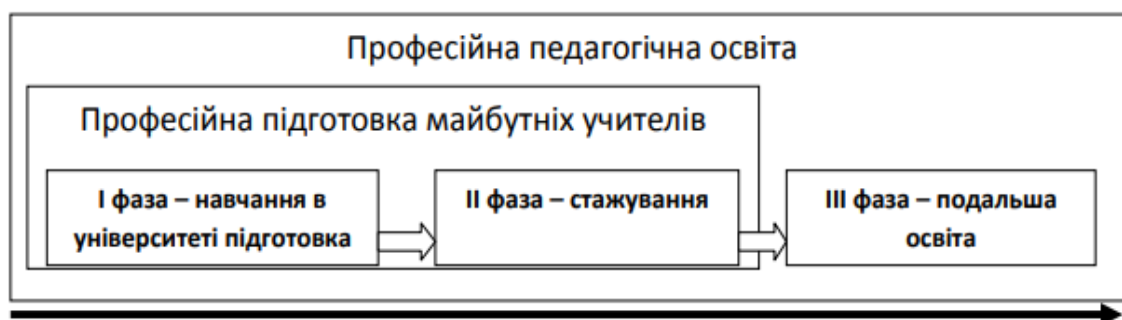 Професійна педагогічна освіта
Професійна підготовка майбутніх учителів
І фаза – навчання в
університеті підготовка
ІІ фаза – стажування
ІІІ фаза – подальша
освіта